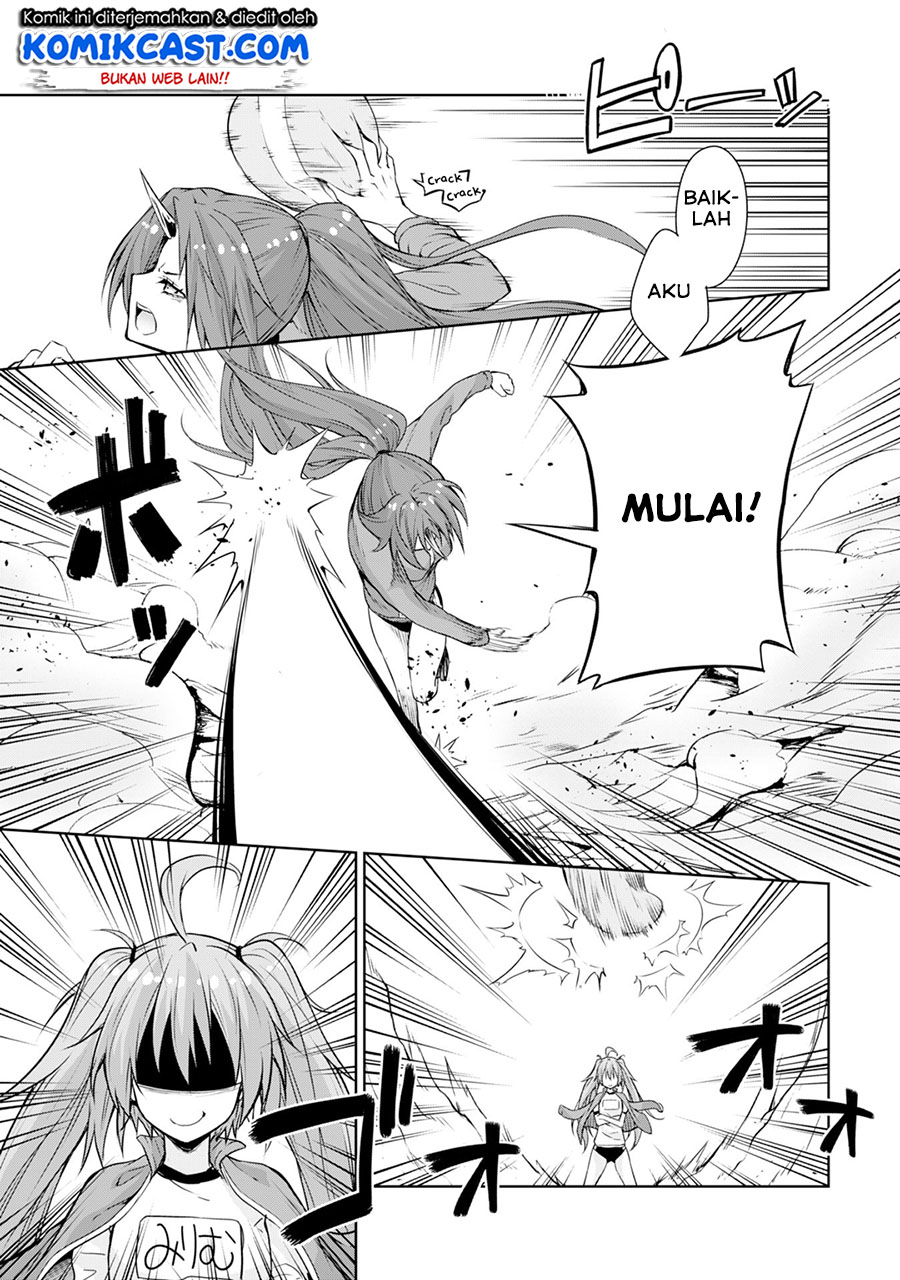 Komik ini diterjemahkan & diedit oleh
KOMIKCAST.COM
BUKAN WEB LAIN!!
ピーッ
BAIK-
LAH
AKU
crack
crack
MULAI!
ボッ
オオ
ゴ
みりむ